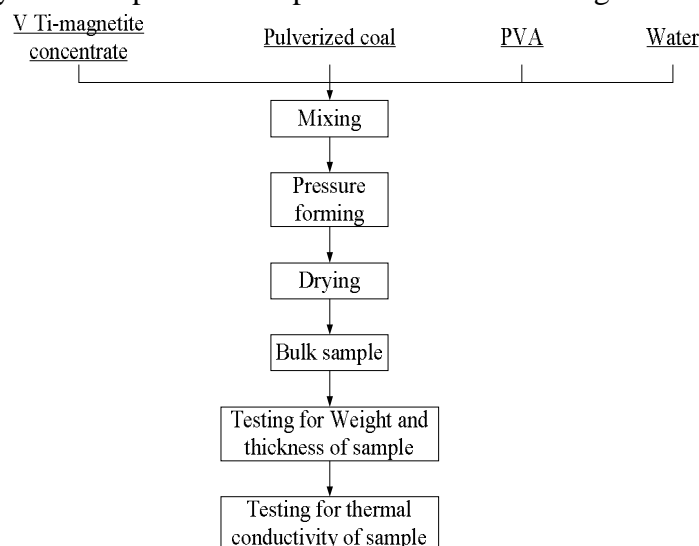 V Ti-magnetite
concentrate
Pulverized coal
PVA
Water
Mixing
Pressure
forming
Drying
Bulk sample
Testing for Weight and
thickness of sample
Testing for thermal
conductivity of sample